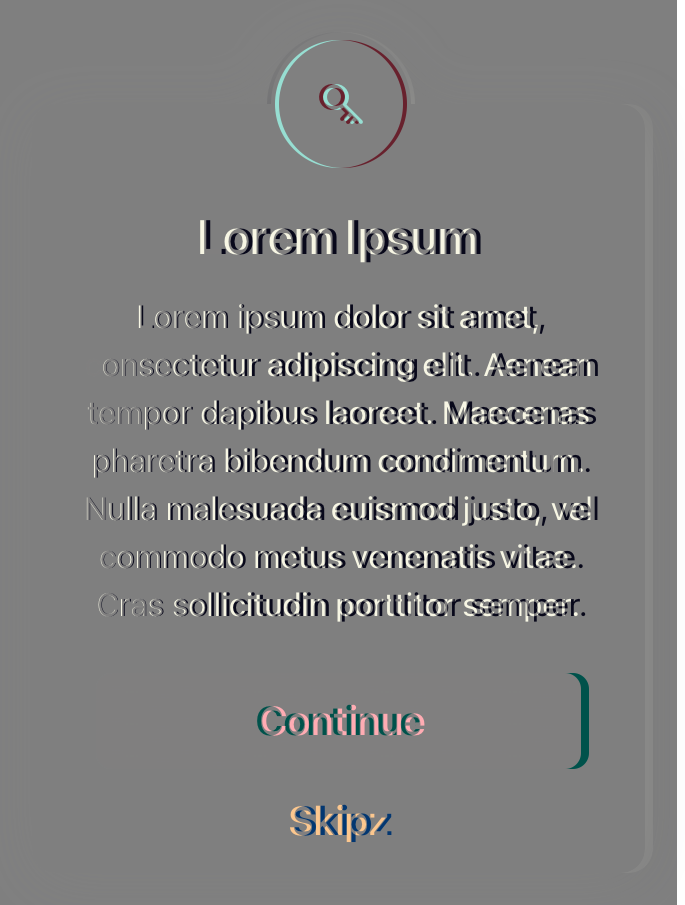 Lorem Ipsum
Lorem ipsum dolor sit amet,
onsectetur adipiscing elit. Aenean
tempor dapibus laoreet. Maecenas
pharetra bibendum condimentum.
Nulla malesuada euismod justo, vel
commodo metus venenatis vitae.
Cras sollicitudin porttitor semper.
Continue
Skipz